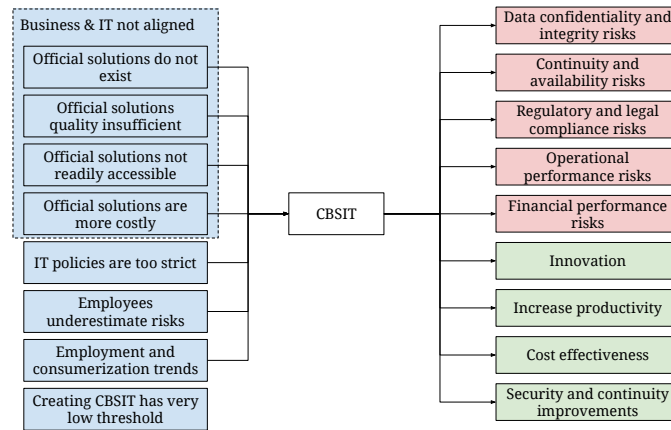 Business & IT not aligned
Official solutions do not
exist
Official solutions
quality insufficient
Official solutions not
readily accessible
Official solutions are
more costly
IT policies are too strict
Employees
underestimate risks
Employment and
consumerization trends
Creating CBSIT has very
low threshold
CBSIT
Data confidentiality and
integrity risks
Continuity and
availability risks
Regulatory and legal
compliance risks
Operational
performance risks
Financial performance
risks
Innovation
Increase productivity
Cost effectiveness
Security and continuity
improvements